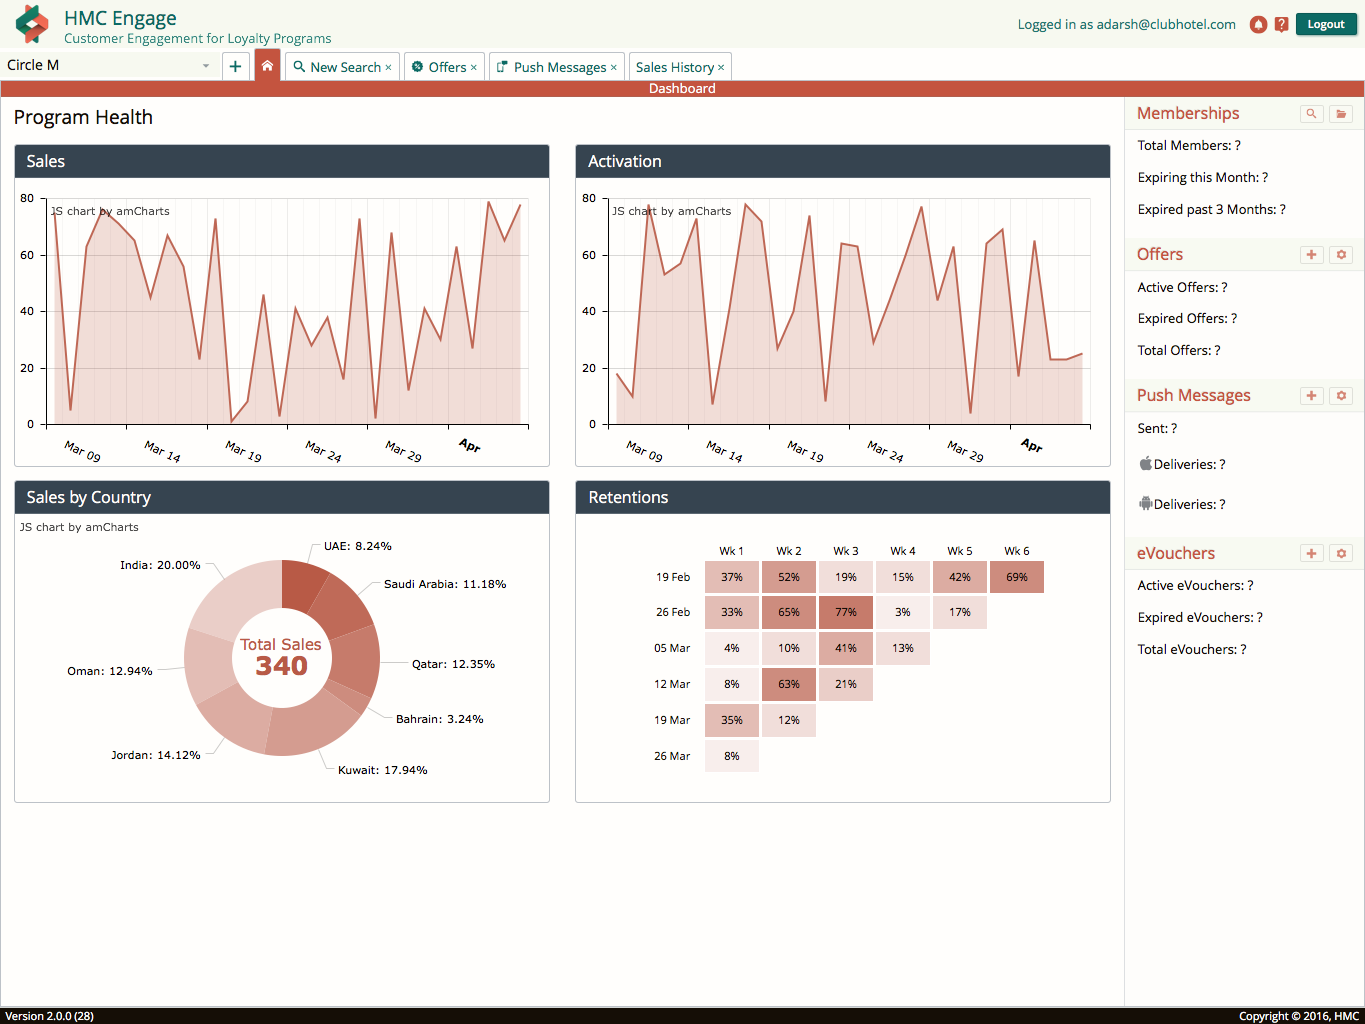 HMC Engage
Customer Engagement for Loyalty Programs
Logged in as adarsh@clubhotel.com
Logout
Circle M
New Search ×
Offers ×
Push Messages ×
Sales History ×
Dashboard
Program Health
Sales
JS chart by amCharts
80
60
40
20
0
Mar 09
Mar 14
Mar 19
Mar 24
Mar 29
Apr
Activation
JS chart by amCharts
80
60
40
20
0
Mar 09
Mar 14
Mar 19
Mar 24
Mar 29
Apr
Sales by Country
JS chart by amCharts
UAE: 8.24%
Saudi Arabia: 11.18%
Qatar: 12.35%
Bahrain: 3.24%
Kuwait: 17.94%
Jordan: 14.12%
Oman: 12.94%
India: 20.00%
Total Sales
340
Retentions
Wk 1 Wk 2 Wk 3 Wk 4 Wk 5 Wk 6
19 Feb 37% 52% 19% 15% 42% 69%
26 Feb 33% 65% 77% 3% 17%
05 Mar 4% 10% 41% 13%
12 Mar 8% 63% 21%
19 Mar 35% 12%
26 Mar 8%
Memberships
Total Members: ?
Expiring this Month: ?
Expired past 3 Months: ?
Offers
Active Offers: ?
Expired Offers: ?
Total Offers: ?
Push Messages
Sent: ?
Deliveries: ?
Deliveries: ?
eVouchers
Active eVouchers: ?
Expired eVouchers: ?
Total eVouchers: ?
Version 2.0.0 (28)
Copyright © 2016, HMC